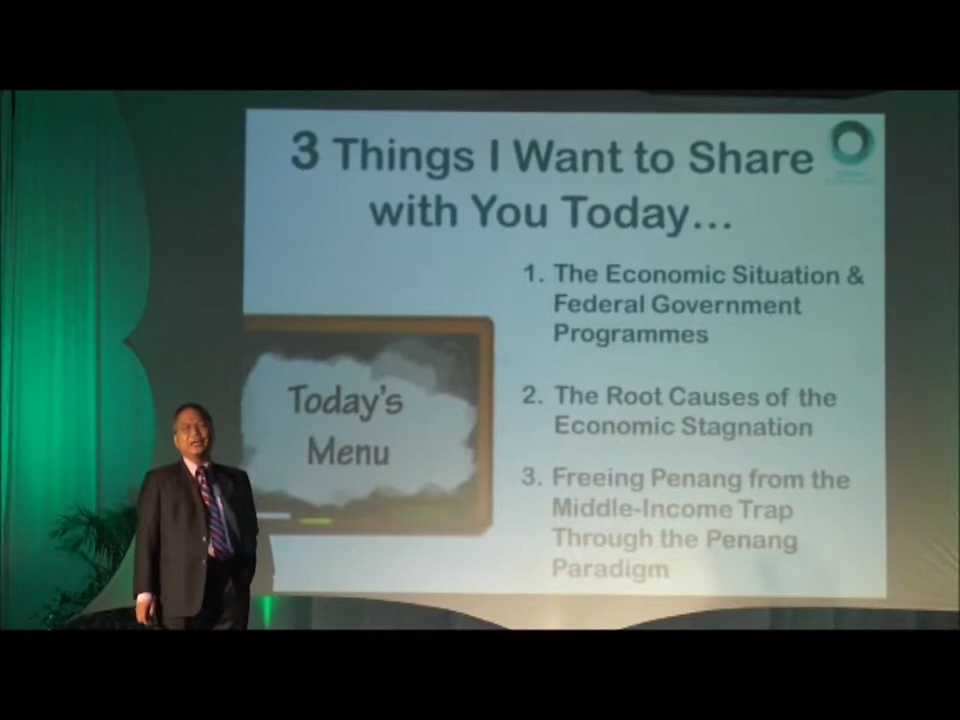 3 Things I Want to Share
with You Today...
1. The Economic Situation &
Federal Government
Programmes
Today's
Menu
2. The Root Causes of the
Economic Stagnation
3. Freeing Penang from the
Middle-Income Trap
Through the Penang
Paradigm